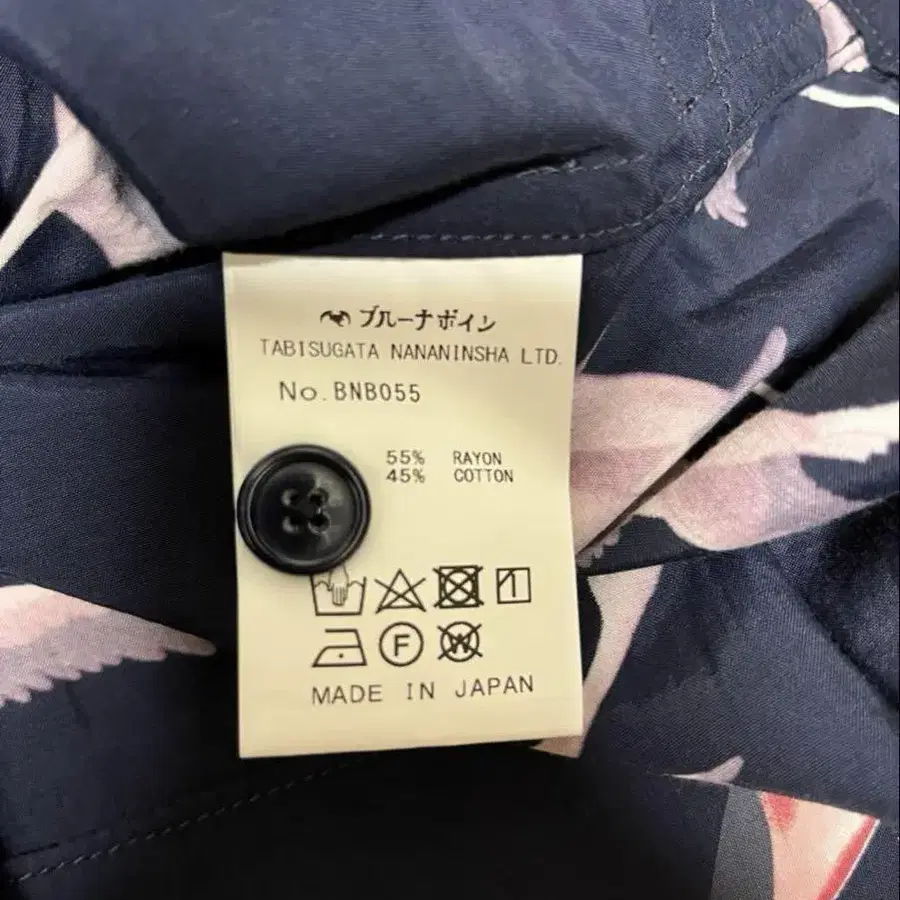 ブルーナボイン
TABISUGATA NANANINSHA LTD.
No.BNB055
55% RAYON
45% COTTON
F
W
MADE IN JAPAN